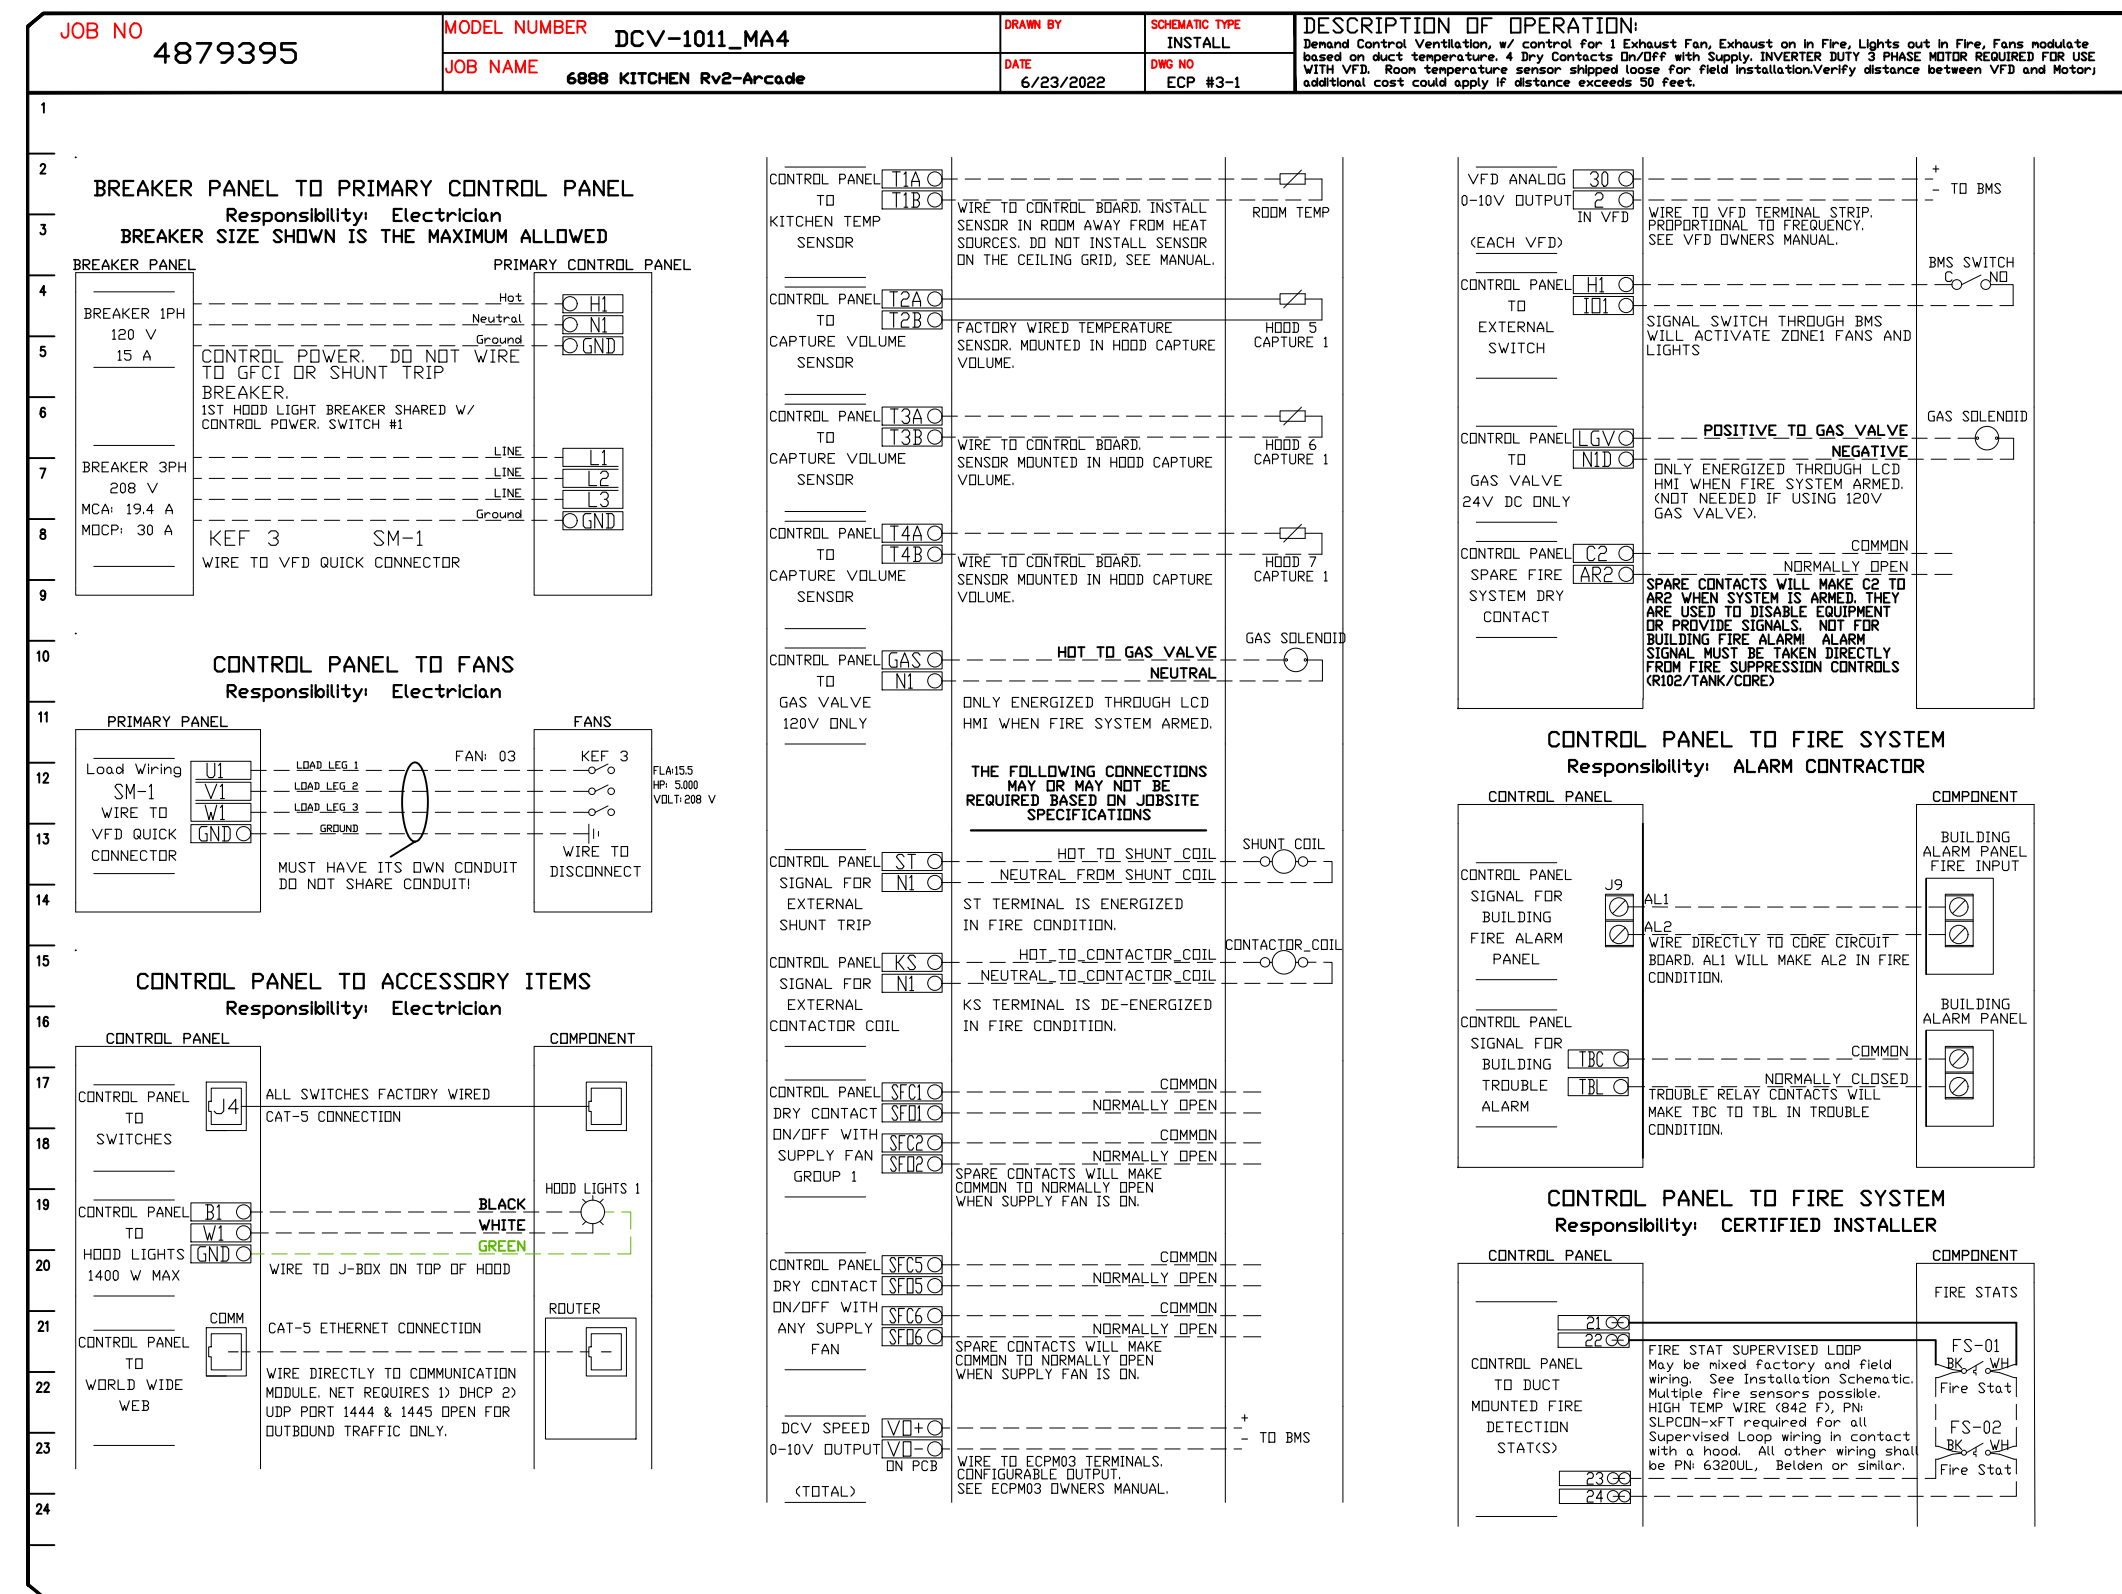 JOB NO
4879395
MODEL NUMBER
DCV-1011_MA4
JOB NAME
6888 KITCHEN Rv2-Arcade
DRAWN BY
DATE
6/23/2022
SCHEMATIC TYPE
INSTALL
DWG NO
ECP #3-1
DESCRIPTION OF OPERATION:
Demand Control Ventilation, w/ control for 1 Exhaust Fan, Exhaust on in Fire, Lights out in Fire, Fans modulate
based on duct temperature. 4 Dry Contacts On/Off with Supply. INVERTER DUTY 3 PHASE MOTOR REQUIRED FOR USE
WITH VFD. Room temperature sensor shipped loose for field installation.Verify distance between VFD and Motor;
additional cost could apply if distance exceeds 50 feet.
1
2
3
4
5
6
7
8
9
10
11
12
13
14
15
16
17
18
19
20
21
22
23
24
BREAKER PANEL TO PRIMARY CONTROL PANEL
Responsibility: Electrician
BREAKER SIZE SHOWN IS THE MAXIMUM ALLOWED
BREAKER PANEL
PRIMARY CONTROL PANEL
BREAKER 1PH
120 V
15 A
Hot
H1
Neutral
N1
Ground
GND
CONTROL POWER. DO NOT WIRE
TO GFCI OR SHUNT TRIP
BREAKER.
1ST HOOD LIGHT BREAKER SHARED W/
CONTROL POWER. SWITCH #1
BREAKER 3PH
208 V
MCA: 19.4 A
MOCP: 30 A
LINE
L1
LINE
L2
LINE
L3
Ground
GND
KEF 3 SM-1
WIRE TO VFD QUICK CONNECTOR
CONTROL PANEL TO FANS
Responsibility: Electrician
PRIMARY PANEL
FANS
Load Wiring
SM-1
WIRE TO
VFD QUICK
CONNECTOR
U1
V1
W1
GND
LOAD LEG 1
LOAD LEG 2
LOAD LEG 3
GROUND
FAN: 03
KEF 3
FLA:15.5
HP: 5.000
VOLT: 208 V
WIRE TO
DISCONNECT
MUST HAVE ITS OWN CONDUIT
DO NOT SHARE CONDUIT!
CONTROL PANEL TO ACCESSORY ITEMS
Responsibility: Electrician
CONTROL PANEL
COMPONENT
CONTROL PANEL
TO
SWITCHES
J4
ALL SWITCHES FACTORY WIRED
CAT-5 CONNECTION
CONTROL PANEL
TO
HOOD LIGHTS
1400 W MAX
B1
W1
GND
BLACK
WHITE
GREEN
HOOD LIGHTS 1
WIRE TO J-BOX ON TOP OF HOOD
CONTROL PANEL
TO
WORLD WIDE
WEB
COMM
CAT-5 ETHERNET CONNECTION
ROUTER
WIRE DIRECTLY TO COMMUNICATION
MODULE. NET REQUIRES 1) DHCP 2)
UDP PORT 1444 & 1445 OPEN FOR
OUTBOUND TRAFFIC ONLY.
CONTROL PANEL
TO
KITCHEN TEMP
SENSOR
T1A
T1B
ROOM TEMP
WIRE TO CONTROL BOARD. INSTALL
SENSOR IN ROOM AWAY FROM HEAT
SOURCES. DO NOT INSTALL SENSOR
ON THE CEILING GRID, SEE MANUAL.
CONTROL PANEL
TO
CAPTURE VOLUME
SENSOR
T2A
T2B
HOOD 5
CAPTURE 1
FACTORY WIRED TEMPERATURE
SENSOR. MOUNTED IN HOOD CAPTURE
VOLUME.
CONTROL PANEL
TO
CAPTURE VOLUME
SENSOR
T3A
T3B
HOOD 6
CAPTURE 1
WIRE TO CONTROL BOARD.
SENSOR MOUNTED IN HOOD CAPTURE
VOLUME.
CONTROL PANEL
TO
CAPTURE VOLUME
SENSOR
T4A
T4B
HOOD 7
CAPTURE 1
WIRE TO CONTROL BOARD.
SENSOR MOUNTED IN HOOD CAPTURE
VOLUME.
CONTROL PANEL
TO
GAS VALVE
120V ONLY
GAS
N1
HOT TO GAS VALVE
NEUTRAL
GAS SOLENOID
ONLY ENERGIZED THROUGH LCD
HMI WHEN FIRE SYSTEM ARMED.
THE FOLLOWING CONNECTIONS
MAY OR MAY NOT BE
REQUIRED BASED ON JOBSITE
SPECIFICATIONS
CONTROL PANEL
SIGNAL FOR
EXTERNAL
SHUNT TRIP
ST
N1
HOT TO SHUNT COIL
NEUTRAL FROM SHUNT COIL
SHUNT COIL
ST TERMINAL IS ENERGIZED
IN FIRE CONDITION.
CONTROL PANEL
SIGNAL FOR
EXTERNAL
CONTACTOR COIL
KS
N1
HOT TO CONTACTOR COIL
NEUTRAL TO CONTACTOR COIL
CONTACTOR COIL
KS TERMINAL IS DE-ENERGIZED
IN FIRE CONDITION.
CONTROL PANEL
DRY CONTACT
ON/OFF WITH
SUPPLY FAN
GROUP 1
SFC1
SFO1
SFC2
SFO2
COMMON
NORMALLY OPEN
COMMON
NORMALLY OPEN
SPARE CONTACTS WILL MAKE
COMMON TO NORMALLY OPEN
WHEN SUPPLY FAN IS ON.
CONTROL PANEL
DRY CONTACT
ON/OFF WITH
ANY SUPPLY
FAN
SFC5
SFO5
SFC6
SFO6
COMMON
NORMALLY OPEN
COMMON
NORMALLY OPEN
SPARE CONTACTS WILL MAKE
COMMON TO NORMALLY OPEN
WHEN SUPPLY FAN IS ON.
DCV SPEED
0-10V OUTPUT
(TOTAL)
VO+
VO-
ON PCB
+
- TO BMS
WIRE TO ECPM03 TERMINALS.
CONFIGURABLE OUTPUT.
SEE ECPM03 OWNERS MANUAL.
VFD ANALOG
0-10V OUTPUT
(EACH VFD)
30
2
IN VFD
+
- TO BMS
WIRE TO VFD TERMINAL STRIP.
PROPORTIONAL TO FREQUENCY.
SEE VFD OWNERS MANUAL.
CONTROL PANEL
TO
EXTERNAL
SWITCH
H1
IO1
BMS SWITCH
C NO
SIGNAL SWITCH THROUGH BMS
WILL ACTIVATE ZONE1 FANS AND
LIGHTS
CONTROL PANEL
TO
GAS VALVE
24V DC ONLY
LGV
N1D
POSITIVE TO GAS VALVE
NEGATIVE
GAS SOLENOID
ONLY ENERGIZED THROUGH LCD
HMI WHEN FIRE SYSTEM ARMED.
(NOT NEEDED IF USING 120V
GAS VALVE).
CONTROL PANEL
SPARE FIRE
SYSTEM DRY
CONTACT
C2
AR2
COMMON
NORMALLY OPEN
SPARE CONTACTS WILL MAKE C2 TO
AR2 WHEN SYSTEM IS ARMED. THEY
ARE USED TO DISABLE EQUIPMENT
OR PROVIDE SIGNALS. NOT FOR
BUILDING FIRE ALARM! ALARM
SIGNAL MUST BE TAKEN DIRECTLY
FROM FIRE SUPPRESSION CONTROLS
(R102/TANK/CORE)
CONTROL PANEL TO FIRE SYSTEM
Responsibility: ALARM CONTRACTOR
CONTROL PANEL
COMPONENT
CONTROL PANEL
SIGNAL FOR
BUILDING
FIRE ALARM
PANEL
J9
AL1
AL2
BUILDING
ALARM PANEL
FIRE INPUT
WIRE DIRECTLY TO CORE CIRCUIT
BOARD. AL1 WILL MAKE AL2 IN FIRE
CONDITION.
CONTROL PANEL
SIGNAL FOR
BUILDING
TROUBLE
ALARM
TBC
TBL
COMMON
NORMALLY CLOSED
BUILDING
ALARM PANEL
TROUBLE RELAY CONTACTS WILL
MAKE TBC TO TBL IN TROUBLE
CONDITION.
CONTROL PANEL TO FIRE SYSTEM
Responsibility: CERTIFIED INSTALLER
CONTROL PANEL
COMPONENT
FIRE STATS
CONTROL PANEL
TO DUCT
MOUNTED FIRE
DETECTION
STAT(S)
21
22
23
24
FIRE STAT SUPERVISED LOOP
May be mixed factory and field
wiring. See Installation Schematic.
Multiple fire sensors possible.
HIGH TEMP WIRE (842 F), PN:
SLPCON-xFT required for all
Supervised Loop wiring in contact
with a hood. All other wiring shall
be PN: 6320UL, Belden or similar.
FS-01
BK WH
Fire Stat
FS-02
BK WH
Fire Stat